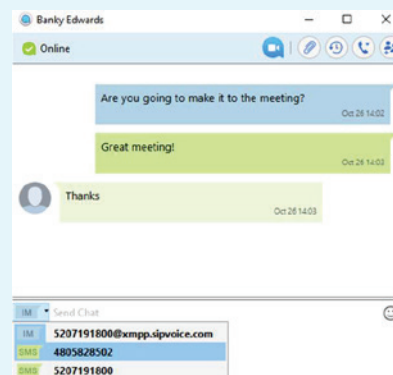 Banky Edwards
Online
Are you going to make it to the meeting?
Oct 26 14:02
Great meeting!
Oct 26 14:03
Thanks
Oct 26 14:03
IM Send Chat
IM 5207191800@xmpp.sipvoice.com
SMS 4805828502
SMS 5207191800